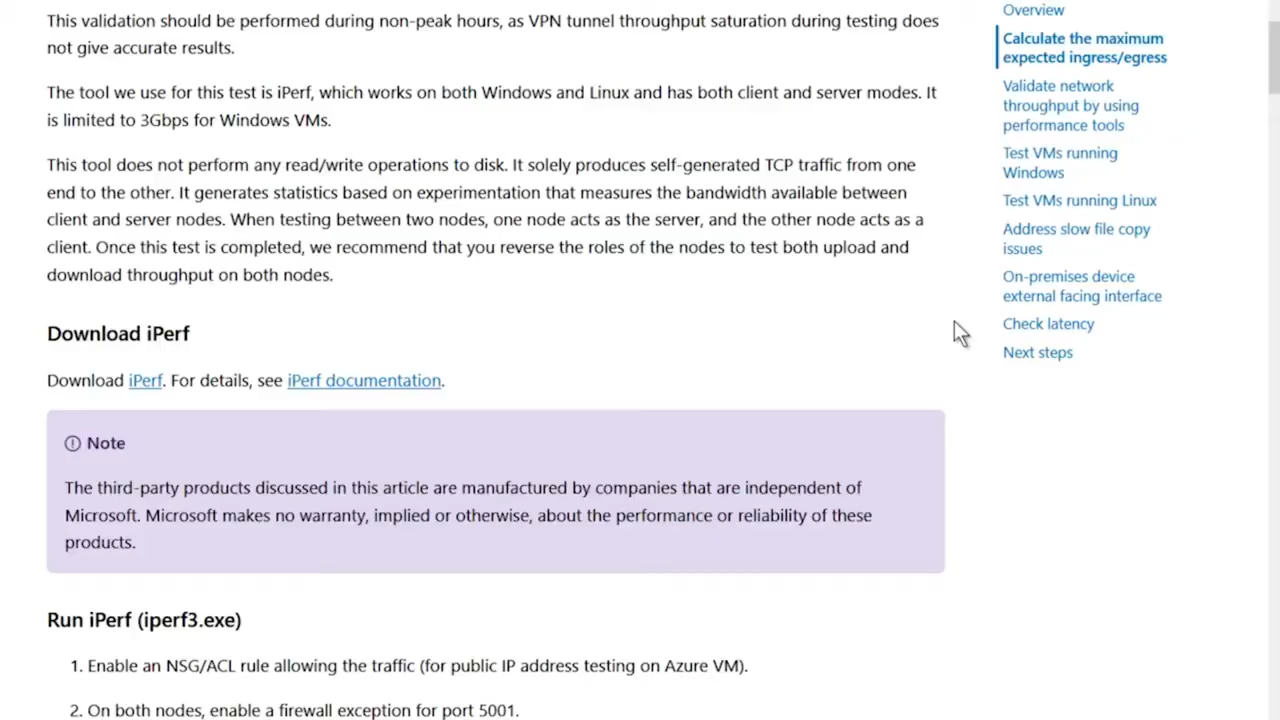 This validation should be performed during non-peak hours, as VPN tunnel throughput saturation during testing does
not give accurate results.
The tool we use for this test is iPerf, which works on both Windows and Linux and has both client and server modes. It
is limited to 3Gbps for Windows VMs.
This tool does not perform any read/write operations to disk. It solely produces self-generated TCP traffic from one
end to the other. It generates statistics based on experimentation that measures the bandwidth available between
client and server nodes. When testing between two nodes, one node acts as the server, and the other node acts as a
client. Once this test is completed, we recommend that you reverse the roles of the nodes to test both upload and
download throughput on both nodes.
Download iPerf
Download iPerf. For details, see iPerf documentation.
Note
The third-party products discussed in this article are manufactured by companies that are independent of
Microsoft. Microsoft makes no warranty, implied or otherwise, about the performance or reliability of these
products.
Run iPerf (iperf3.exe)
1. Enable an NSG/ACL rule allowing the traffic (for public IP address testing on Azure VM).
2. On both nodes, enable a firewall exception for port 5001.
Overview
Calculate the maximum
expected ingress/egress
Validate network
throughput by using
performance tools
Test VMs running
Windows
Test VMs running Linux
Address slow file copy
issues
On-premises device
external facing interface
Check latency
Next steps